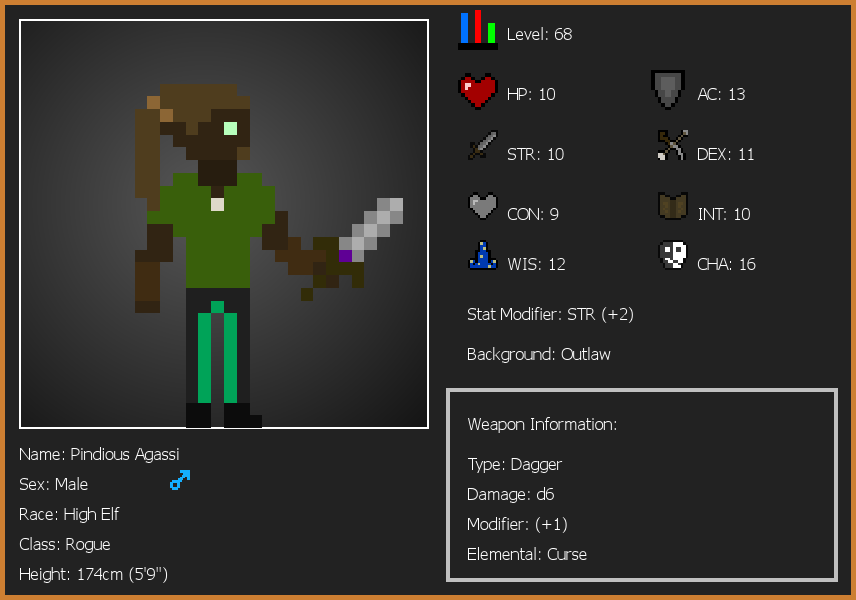 Level: 68
HP: 10
AC: 13
STR: 10
DEX: 11
CON: 9
INT: 10
WIS: 12
CHA: 16
Stat Modifier: STR (+2)
Background: Outlaw
Weapon Information:
Type: Dagger
Damage: d6
Modifier: (+1)
Elemental: Curse
Name: Pindious Agassi
Sex: Male
Race: High Elf
Class: Rogue
Height: 174cm (5'9")